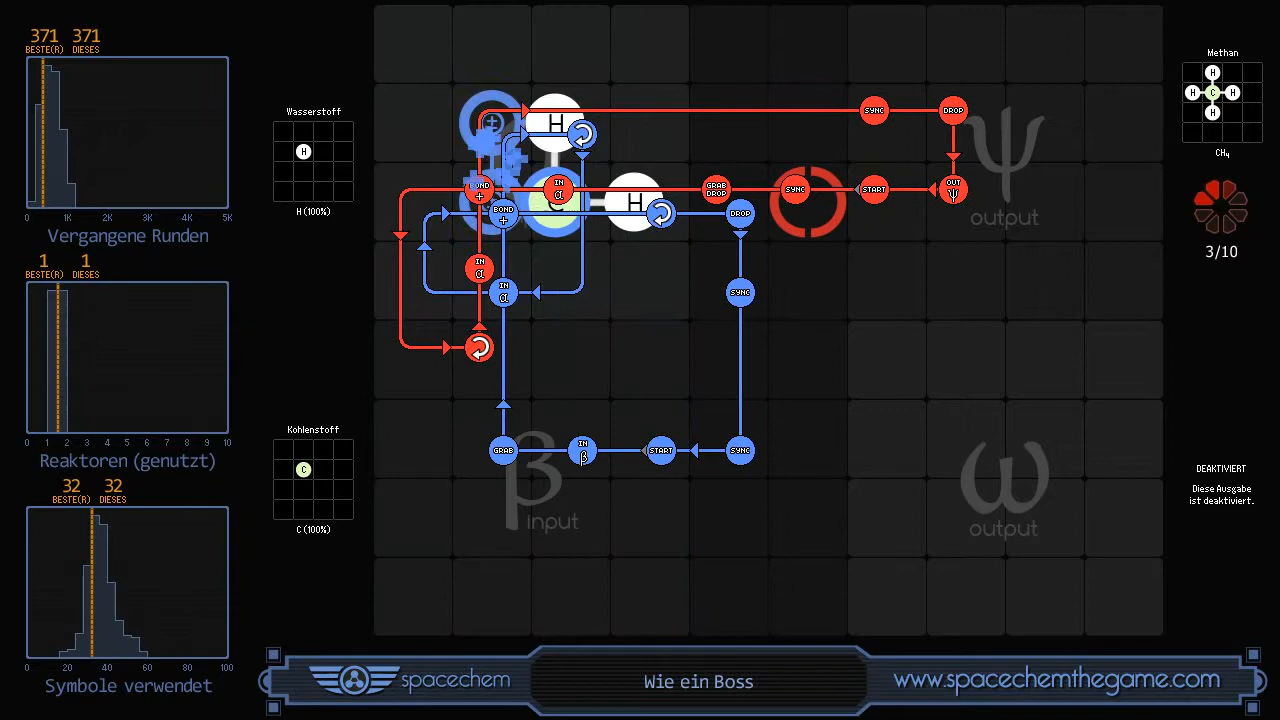 371 371
BESTE(R) DIESES
0 1K 2K 3K 4K 5K
Vergangene Runden
1 1
BESTE(R) DIESES
0 1 2 3 4 5 6 7 8 9 10
Reaktoren (genutzt)
32 32
BESTE(R) DIESES
0 20 40 60 80 100
Symbole verwendet
Wasserstoff
H
H (100%)
Kohlenstoff
C
C (100%)
H
SYNC
DROP
BOND
+
IN
α
GRAB
DROP
SYNC
START
OUT
Ψ
BOND
+
H
DROP
IN
α
IN
α
SYNC
GRAB
IN
β
START
SYNC
β
input
ψ
output
ω
output
Methan
H
H C H
H
CH₄
3/10
DEAKTIVIERT
Diese Ausgabe
ist deaktiviert.
spacechem
Wie ein Boss
www.spacechemthegame.com